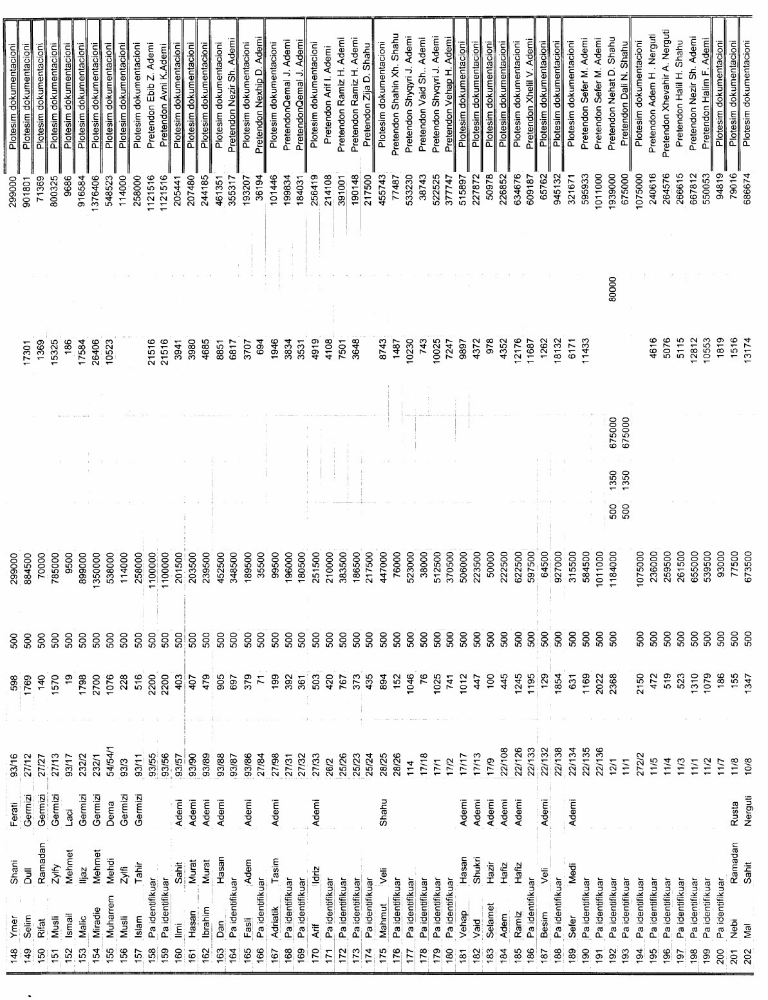 148 Ymer Shani Ferati 93/16 598 500 299000 299000 Plotesim dokumentacioni
149 Selim Dull Germizi 27/12 1769 500 884500 17301 901801 Plotesim dokumentacioni
150 Rifat Ramadan Germizi 27/27 140 500 70000 1369 71369 Plotesim dokumentacioni
151 Musli Zylfy Germizi 27/13 1570 500 785000 15325 800325 Plotesim dokumentacioni
152 Ismail Mehmet Laci 93/17 19 500 9500 186 9686 Plotesim dokumentacioni
153 Malic Iljaz Germizi 232/2 1798 500 899000 17584 916584 Plotesim dokumentacioni
154 Miradie Mehmet Germizi 232/1 2700 500 1350000 26406 1376406 Plotesim dokumentacioni
155 Muharrem Mehdi Dema 54/54/1 1076 500 538000 10523 548523 Plotesim dokumentacioni
156 Musli Zylfi Germizi 93/3 228 500 114000 114000 Plotesim dokumentacioni
157 Islam Tahir Germizi 93/11 516 500 258000 258000 Plotesim dokumentacioni
158 Pa identifikuar 93/55 2200 500 1100000 21516 1121516 Pretendon Ebib Z. Ademi
159 Pa identifikuar 93/56 2200 500 1100000 21516 1121516 Pretendon Avni K.Ademi
160 Ilmi Sahit Ademi 93/57 403 500 201500 3941 205441 Plotesim dokumentacioni
161 Hasan Murat Ademi 93/90 407 500 203500 3980 207480 Plotesim dokumentacioni
162 Ibrahim Murat Ademi 93/89 479 500 239500 4685 244185 Plotesim dokumentacioni
163 Dan Hasan Ademi 93/88 905 500 452500 8851 461351 Plotesim dokumentacioni
164 Pa identifikuar 93/87 697 500 348500 6817 355317 Pretendon Nezir Sh. Ademi
165 Fasli Adem Ademi 93/86 379 500 189500 3707 193207 Plotesim dokumentacioni
166 Pa identifikuar 27/84 71 500 35500 694 36194 Pretendon Nexhip D. Ademi
167 Adriatik Tasim Ademi 27/98 199 500 99500 1946 101446 Plotesim dokumentacioni
168 Pa identifikuar 27/31 392 500 196000 3834 199834 PretendonQemal J. Ademi
169 Pa identifikuar 27/32 361 500 180500 3531 184031 PretendonQemal J. Ademi
170 Arif Idriz Ademi 27/33 503 500 251500 4919 256419 Plotesim dokumentacioni
171 Pa identifikuar 26/2 420 500 210000 4108 214108 Pretendon Arif I. Ademi
172 Pa identifikuar 25/26 767 500 383500 7501 391001 Pretendon Ramiz H. Ademi
173 Pa identifikuar 25/23 373 500 186500 3648 190148 Pretendon Ramiz H. Ademi
174 Pa identifikuar 25/24 435 500 217500 217500 Pretendon Zija D. Shahu
175 Mahmut Veli Shahu 28/25 894 500 447000 8743 455743 Plotesim dokumentacioni
176 Pa identifikuar 28/26 152 500 76000 1487 77487 Pretendon Shahin Xh. Shahu
177 Pa identifikuar 114 1046 500 523000 10230 533230 Pretendon Shyqyri J. Ademi
178 Pa identifikuar 17/18 76 500 38000 743 38743 Pretendon Vaid Sh.. Ademi
179 Pa identifikuar 17/1 1025 500 512500 10025 522525 Pretendon Shyqyri J. Ademi
180 Pa identifikuar 17/2 741 500 370500 7247 377747 Pretendon Vehap H. Ademi
181 Vehap Hasan Ademi 17/17 1012 500 506000 9897 515897 Plotesim dokumentacioni
182 Vaid Shukri Ademi 17/13 447 500 223500 4372 227872 Plotesim dokumentacioni
183 Selamet Hazir Ademi 17/9 100 500 50000 978 50978 Plotesim dokumentacioni
184 Adem Hafiz Ademi 22/108 445 500 222500 4352 226852 Plotesim dokumentacioni
185 Ramiz Hafiz Ademi 22/126 1245 500 622500 12176 634676 Plotesim dokumentacioni
186 Pa identifikuar 22/133 1195 500 597500 11687 609187 Pretendon Xhelil V. Ademi
187 Besim Veli Ademi 22/132 129 500 64500 1262 65762 Plotesim dokumentacioni
188 Pa identifikuar 22/138 1854 500 927000 18132 945132 Plotesim dokumentacioni
189 Sefer Medi Ademi 22/134 631 500 315500 6171 321671 Plotesim dokumentacioni
190 Pa identifikuar 22/135 1169 500 584500 11433 595933 Pretendon Sefer M. Ademi
191 Pa identifikuar 22/136 2022 500 1011000 1011000 Pretendon Sefer M. Ademi
192 Pa identifikuar 12/1 2368 500 1184000 500 1350 675000 80000 1939000 Pretendon Nehat D. Shahu
193 Pa identifikuar 11/1 500 1350 675000 675000 Pretendon Dali N. Shahu
194 Pa identifikuar 272/2 2150 500 1075000 1075000 Plotesim dokumentacioni
195 Pa identifikuar 11/5 472 500 236000 4616 240616 Pretendon Adem H . Nerguti
196 Pa identifikuar 11/4 519 500 259500 5076 264576 Pretendon Xhevahir A. Nerguti
197 Pa identifikuar 11/3 523 500 261500 5115 266615 Pretendon Halil H. Shahu
198 Pa identifikuar 11/1 1310 500 655000 12812 667812 Pretendon Nezir Sh. Ademi
199 Pa identifikuar 11/2 1079 500 539500 10553 550053 Pretendon Halim F. Ademi
200 Pa identifikuar 11/7 186 500 93000 1819 94819 Plotesim dokumentacioni
201 Nebi Ramadan Rusta 11/8 155 500 77500 1516 79016 Plotesim dokumentacioni
202 Mal Sahit Nerguti 10/8 1347 500 673500 13174 686674 Plotesim dokumentacioni